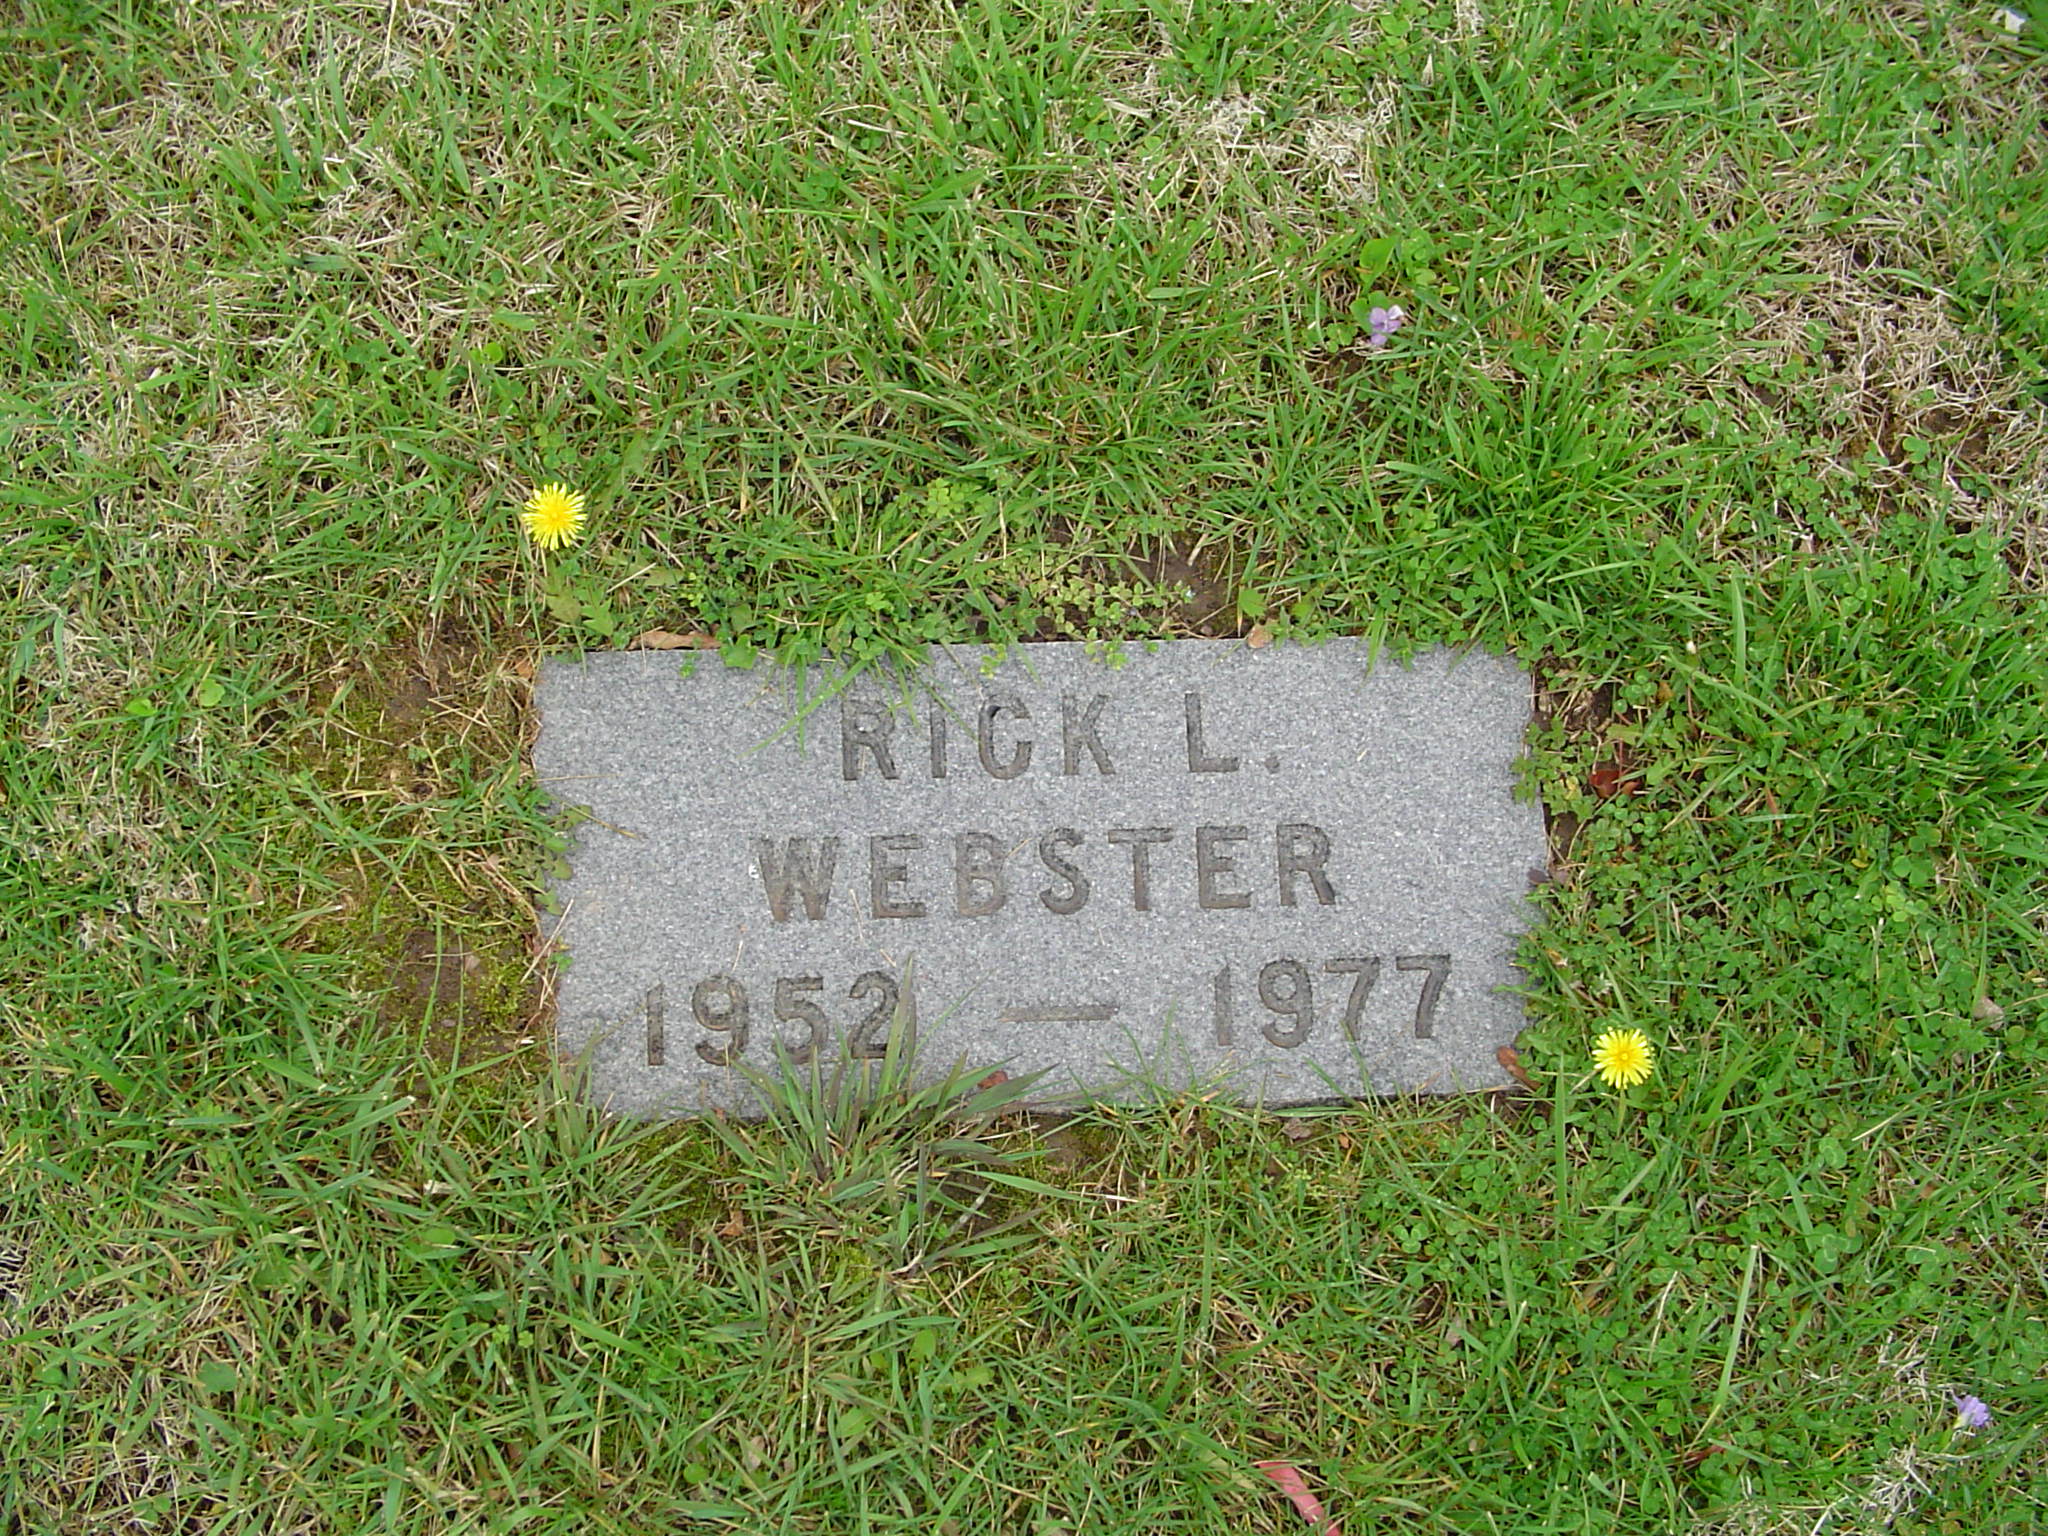 RICK L.
WEBSTER
1952 — 1977